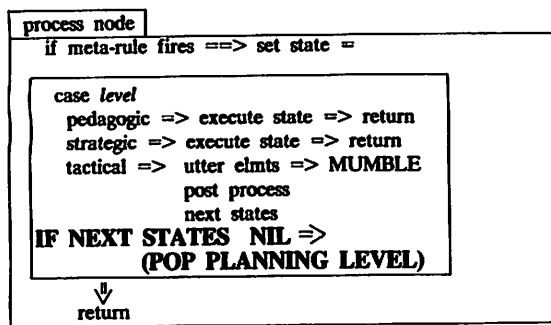 process node
if meta-rule fires ==> set state =
case level
pedagogic => execute state => return
strategic => execute state => return
tactical => utter elmts => MUMBLE
post process
next states
IF NEXT STATES NIL =>
(POP PLANNING LEVEL)
return